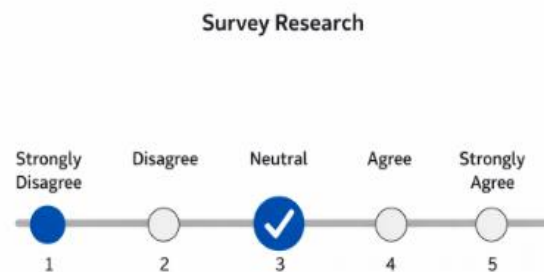 Survey Research
Strongly Disagree
Disagree
Neutral
Agree
Strongly Agree
1 2 3 4 5